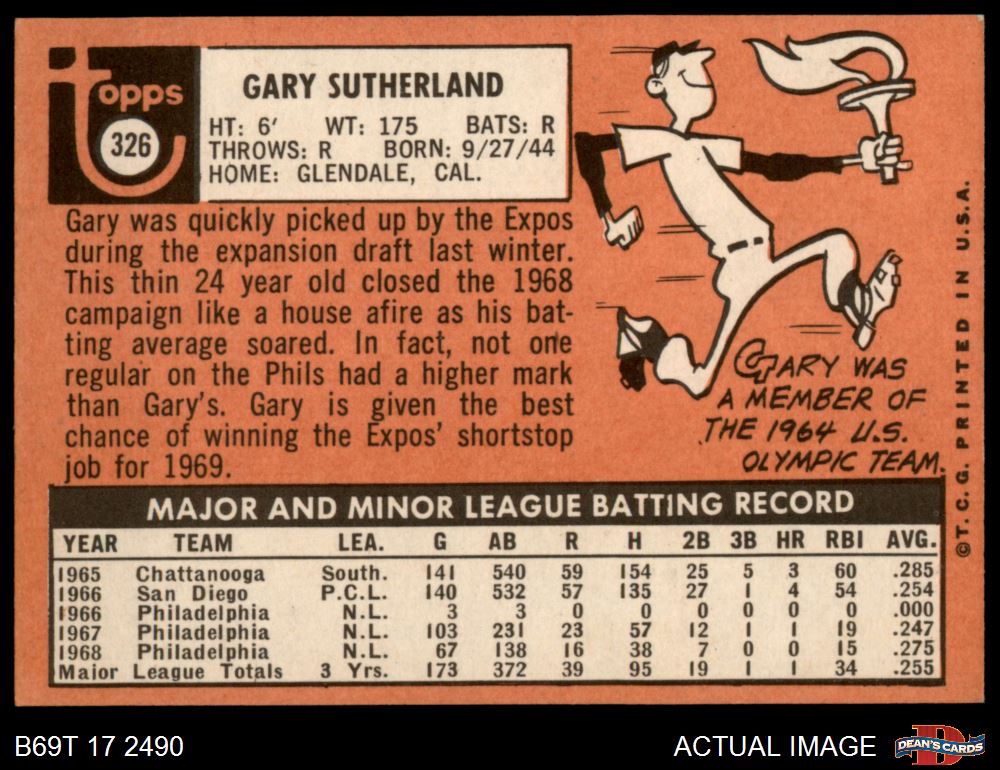 topps
326
GARY SUTHERLAND
HT: 6' WT: 175 BATS: R
THROWS: R BORN: 9/27/44
HOME: GLENDALE, CAL.
Gary was quickly picked up by the Expos
during the expansion draft last winter.
This thin 24 year old closed the 1968
campaign like a house afire as his bat-
ting average soared. In fact, not one
regular on the Phils had a higher mark
than Gary's. Gary is given the best
chance of winning the Expos' shortstop
job for 1969.
GARY WAS
A MEMBER OF
THE 1964 U.S.
OLYMPIC TEAM.
©T.C.G. PRINTED IN U.S.A.
MAJOR AND MINOR LEAGUE BATTING RECORD
YEAR TEAM LEA. G AB R H 2B 3B HR RBI AVG.
1965 Chattanooga South. 141 540 59 154 25 5 3 60 .285
1966 San Diego P.C.L. 140 532 57 135 27 1 4 54 .254
1966 Philadelphia N.L. 3 3 0 0 0 0 0 0 .000
1967 Philadelphia N.L. 103 231 23 57 12 1 1 19 .247
1968 Philadelphia N.L. 67 138 16 38 7 0 0 15 .275
Major League Totals 3 Yrs. 173 372 39 95 19 1 1 34 .255
B69T 17 2490
ACTUAL IMAGE
DEAN'S CARDS